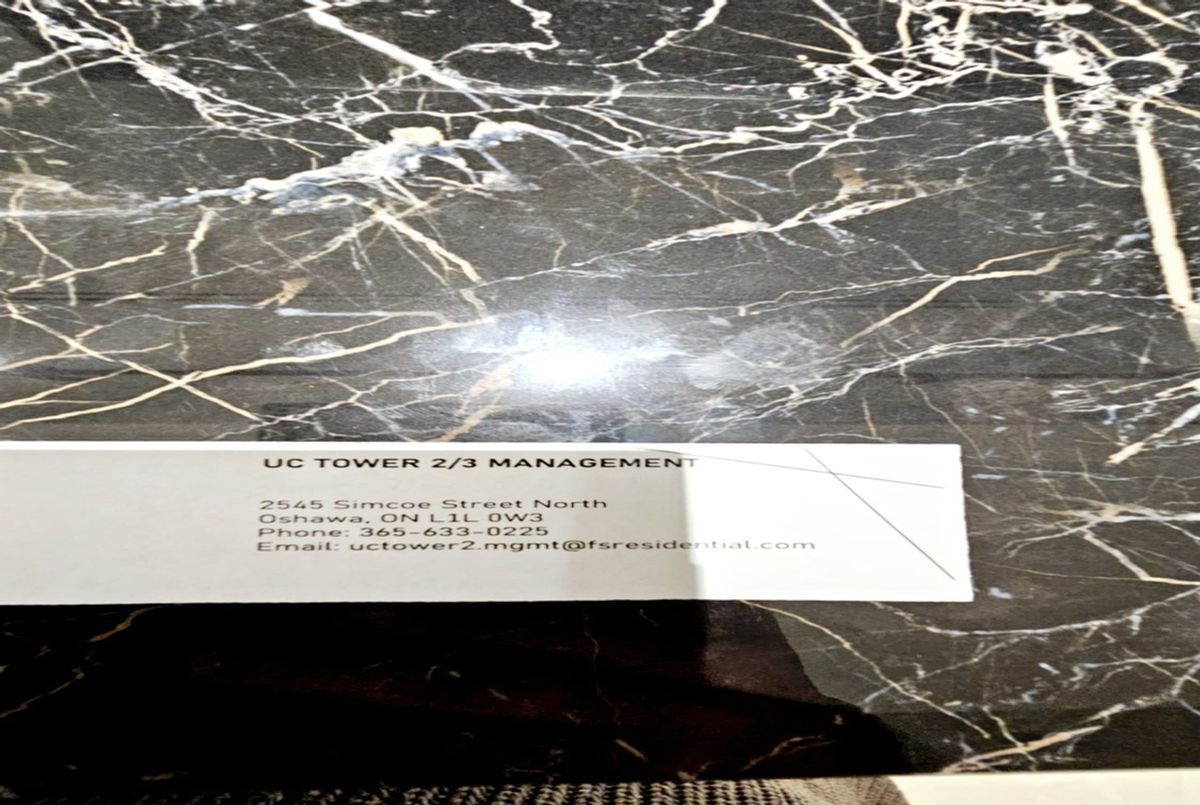 UC TOWER 2/3 MANAGEMENT
2545 Simcoe Street North
Oshawa, ON L1L 0W3
Phone: 365-633-0225
Email: uctower2.mgmt@fsresidential.com